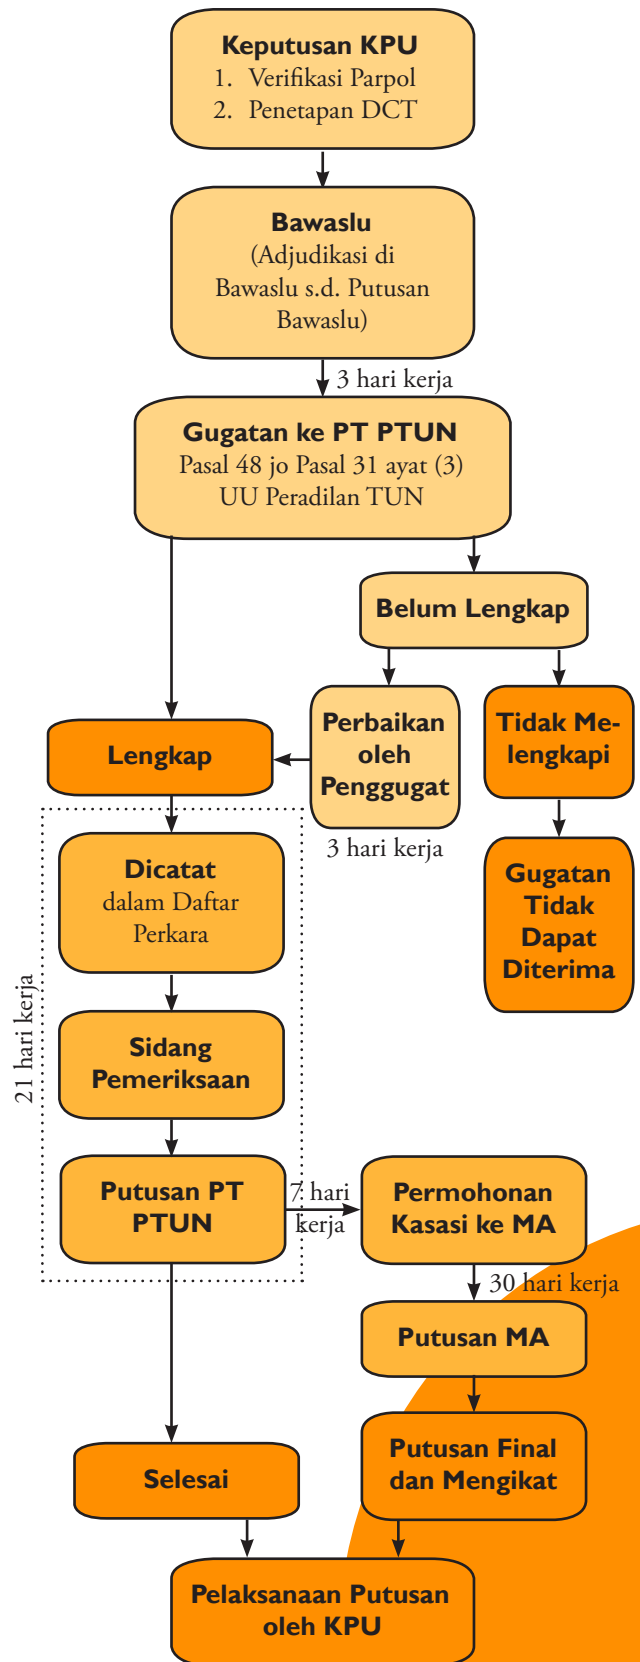 Keputusan KPU
1. Verifikasi Parpol
2. Penetapan DCT
Bawaslu
(Adjudikasi di
Bawaslu s.d. Putusan
Bawaslu)
3 hari kerja
Gugatan ke PT PTUN
Pasal 48 jo Pasal 31 ayat (3)
UU Peradilan TUN
Belum Lengkap
Perbaikan
oleh
Penggugat
3 hari kerja
Tidak Me-
lengkapi
Gugatan
Tidak
Dapat
Diterima
Lengkap
21 hari kerja
Dicatat
dalam Daftar
Perkara
Sidang
Pemeriksaan
Putusan PT
PTUN
7 hari
kerja
Permohonan
Kasasi ke MA
30 hari kerja
Putusan MA
Putusan Final
dan Mengikat
Selesai
Pelaksanaan Putusan
oleh KPU